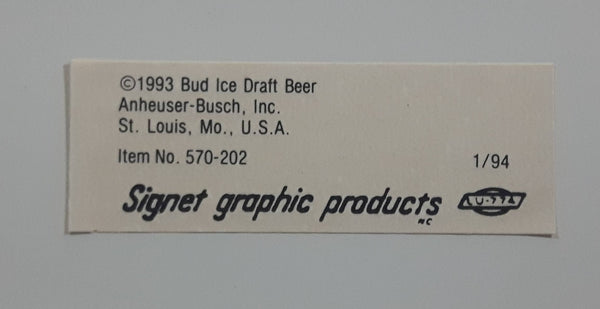 ©1993 Bud Ice Draft Beer
Anheuser-Busch, Inc.
St. Louis, Mo., U.S.A.
Item No. 570-202 1/94
Signet graphic products